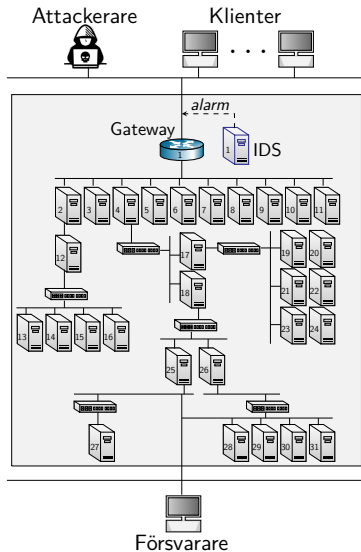 Attackerare Klienter
alarm
Gateway
1
1 IDS
2 3 4 5 6 7 8 9 10 11
12 17 19 20
18 21 22
13 14 15 16 23 24
25 26
27 28 29 30 31
Försvarare